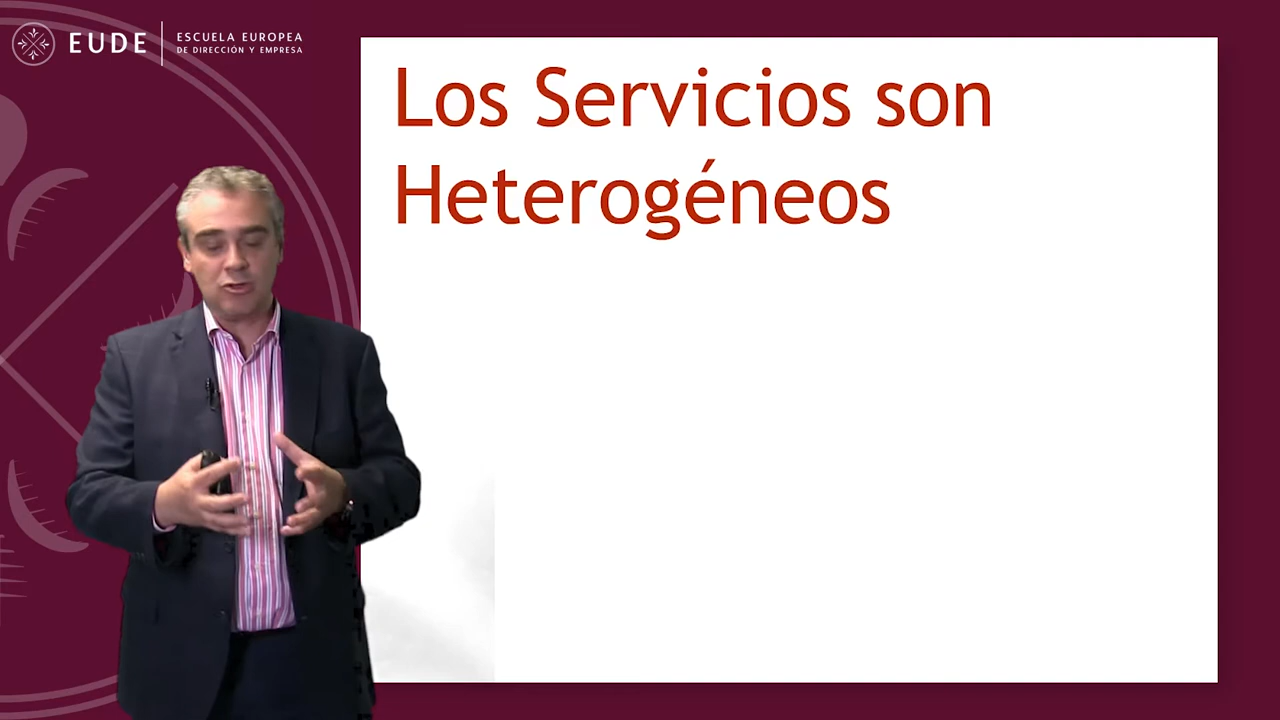 EUDE
ESCUELA EUROPEA
DE DIRECCIÓN Y EMPRESA
Los Servicios son
Heterogéneos